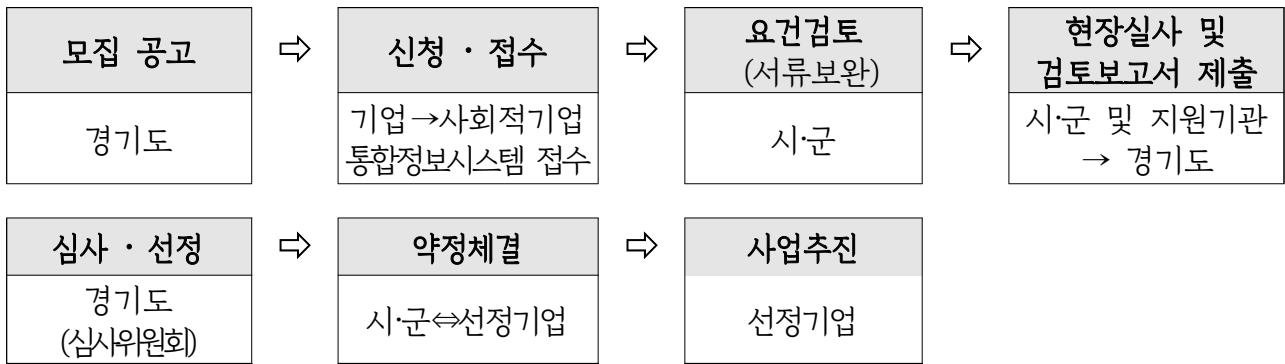 모집 공고
⇨
신청 · 접수
⇨
요건검토
(서류보완)
⇨
현장실사 및
검토보고서 제출
경기도
기업→사회적기업
통합정보시스템 접수
시·군
시·군 및 지원기관
→ 경기도
심사 · 선정
⇨
약정체결
⇨
사업추진
경기도
(심사위원회)
시·군⇔선정기업
선정기업